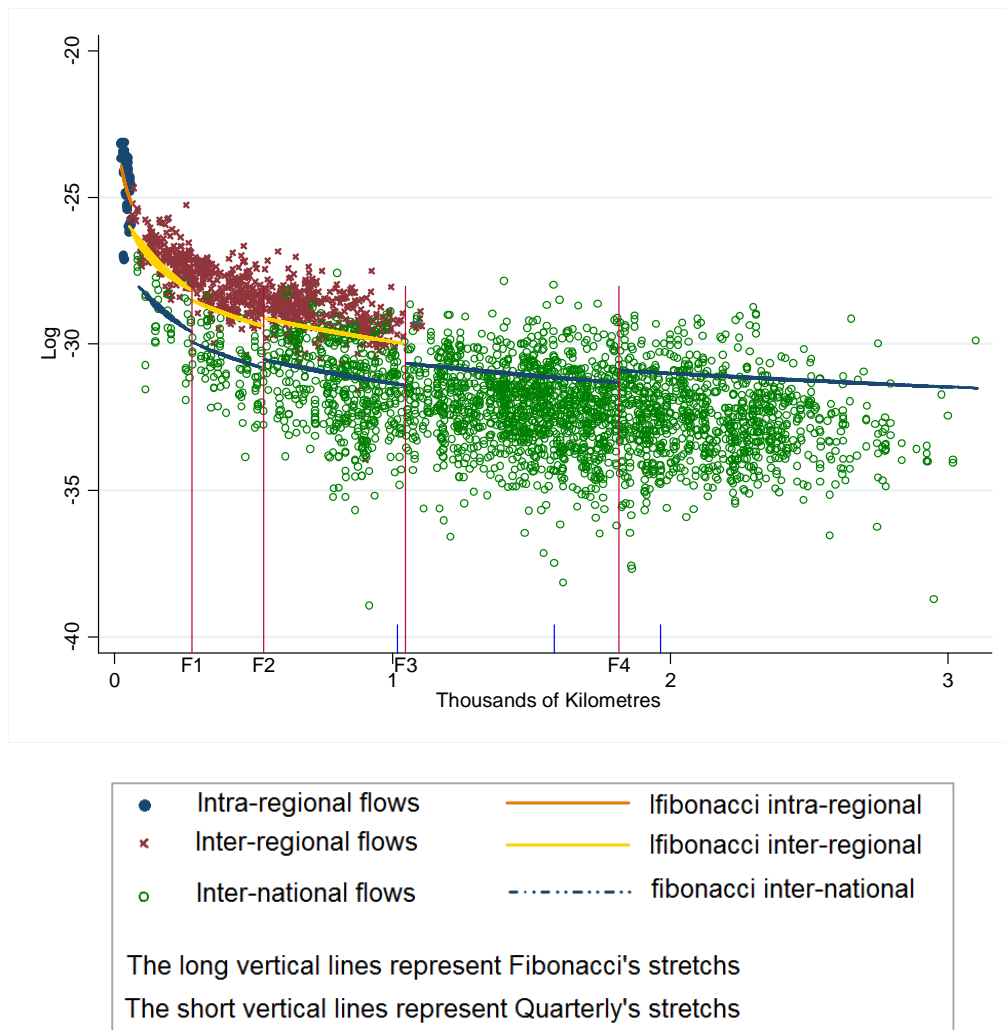 -20
-25
-30
-35
-40
Log
F1 F2 F3 F4
0 1 2 3
Thousands of Kilometres
Intra-regional flows
lfibonacci intra-regional
Inter-regional flows
lfibonacci inter-regional
Inter-national flows
fibonacci inter-national
The long vertical lines represent Fibonacci's stretchs
The short vertical lines represent Quarterly's stretchs